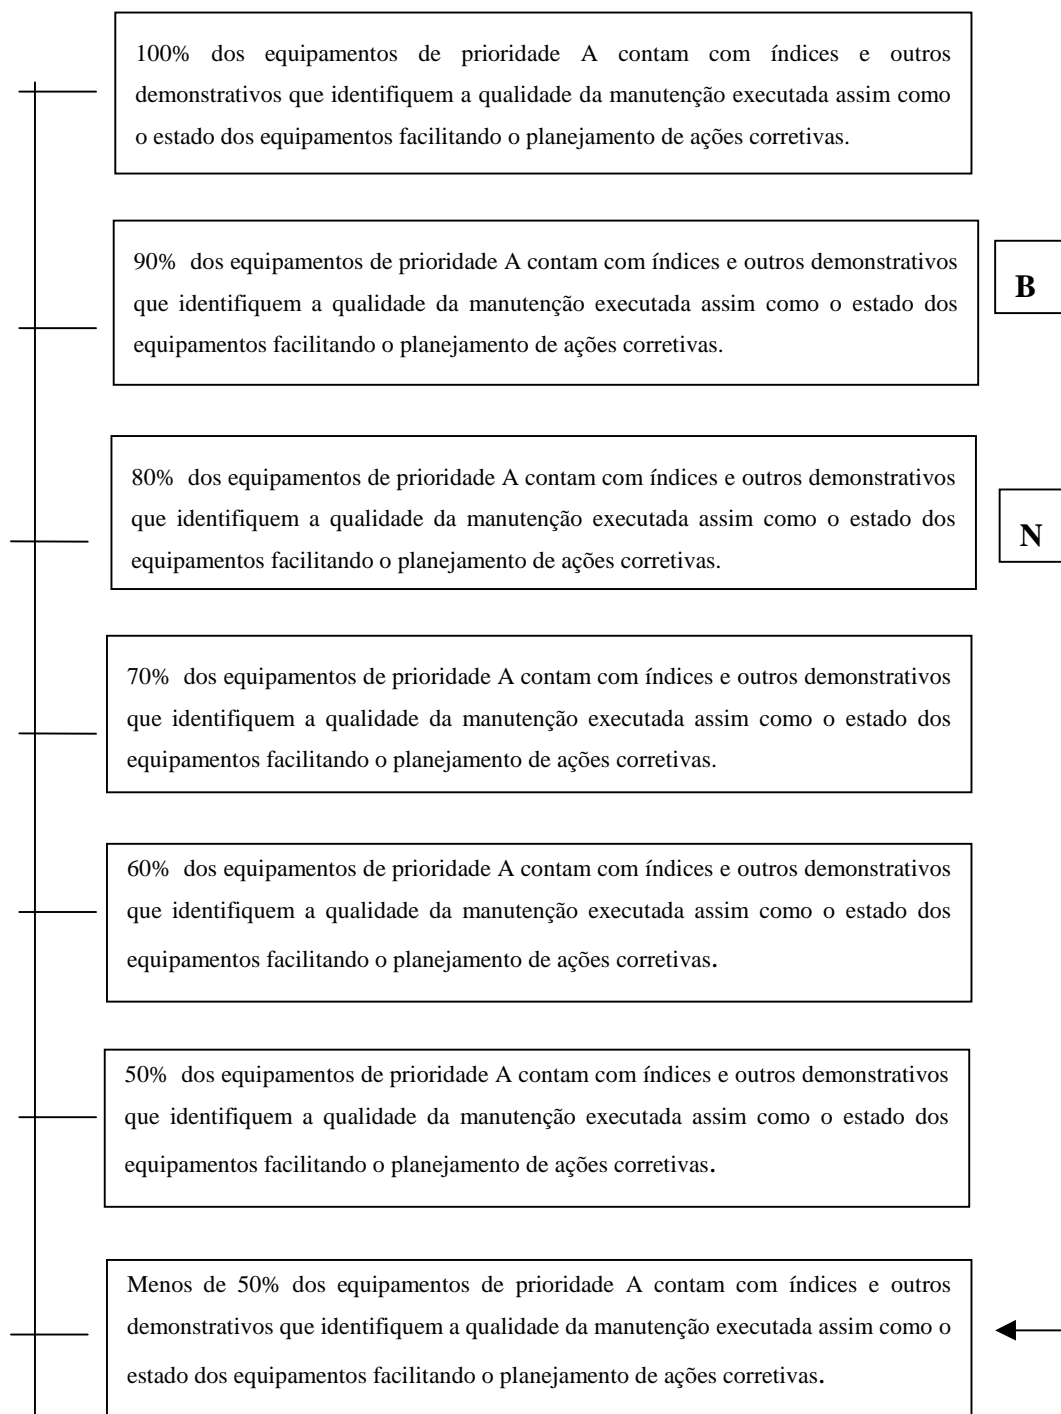 100% dos equipamentos de prioridade A contam com índices e outros
demonstrativos que identifiquem a qualidade da manutenção executada assim como
o estado dos equipamentos facilitando o planejamento de ações corretivas.
90% dos equipamentos de prioridade A contam com índices e outros demonstrativos
que identifiquem a qualidade da manutenção executada assim como o estado dos
equipamentos facilitando o planejamento de ações corretivas.
B
80% dos equipamentos de prioridade A contam com índices e outros demonstrativos
que identifiquem a qualidade da manutenção executada assim como o estado dos
equipamentos facilitando o planejamento de ações corretivas.
N
70% dos equipamentos de prioridade A contam com índices e outros demonstrativos
que identifiquem a qualidade da manutenção executada assim como o estado dos
equipamentos facilitando o planejamento de ações corretivas.
60% dos equipamentos de prioridade A contam com índices e outros demonstrativos
que identifiquem a qualidade da manutenção executada assim como o estado dos
equipamentos facilitando o planejamento de ações corretivas.
50% dos equipamentos de prioridade A contam com índices e outros demonstrativos
que identifiquem a qualidade da manutenção executada assim como o estado dos
equipamentos facilitando o planejamento de ações corretivas.
Menos de 50% dos equipamentos de prioridade A contam com índices e outros
demonstrativos que identifiquem a qualidade da manutenção executada assim como o
estado dos equipamentos facilitando o planejamento de ações corretivas.